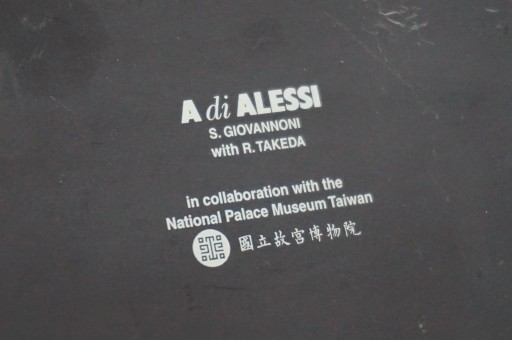 A di ALESSI
S. GIOVANNONI
with R. TAKEDA
in collaboration with the
National Palace Museum Taiwan
國立故宮博物院